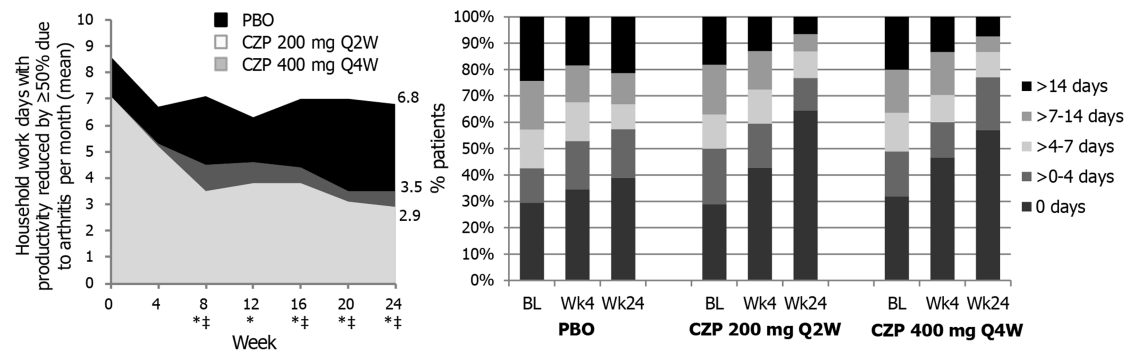 Household work days with
productivity reduced by ≥50% due
to arthritis per month (mean)
10
9
8
7
6
5
4
3
2
1
0
PBO
CZP 200 mg Q2W
CZP 400 mg Q4W
6.8
3.5
2.9
0 4 8 12 16 20 24
*‡ * *‡ *‡ *‡
Week
% patients
100%
90%
80%
70%
60%
50%
40%
30%
20%
10%
0%
BL Wk4 Wk24 BL Wk4 Wk24 BL Wk4 Wk24
PBO CZP 200 mg Q2W CZP 400 mg Q4W
>14 days
>7-14 days
>4-7 days
>0-4 days
0 days